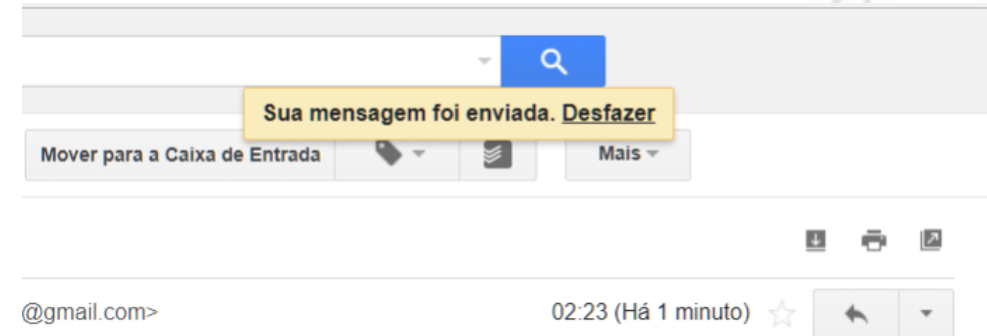 Sua mensagem foi enviada. Desfazer
Mover para a Caixa de Entrada Mais
@gmail.com> 02:23 (Há 1 minuto)